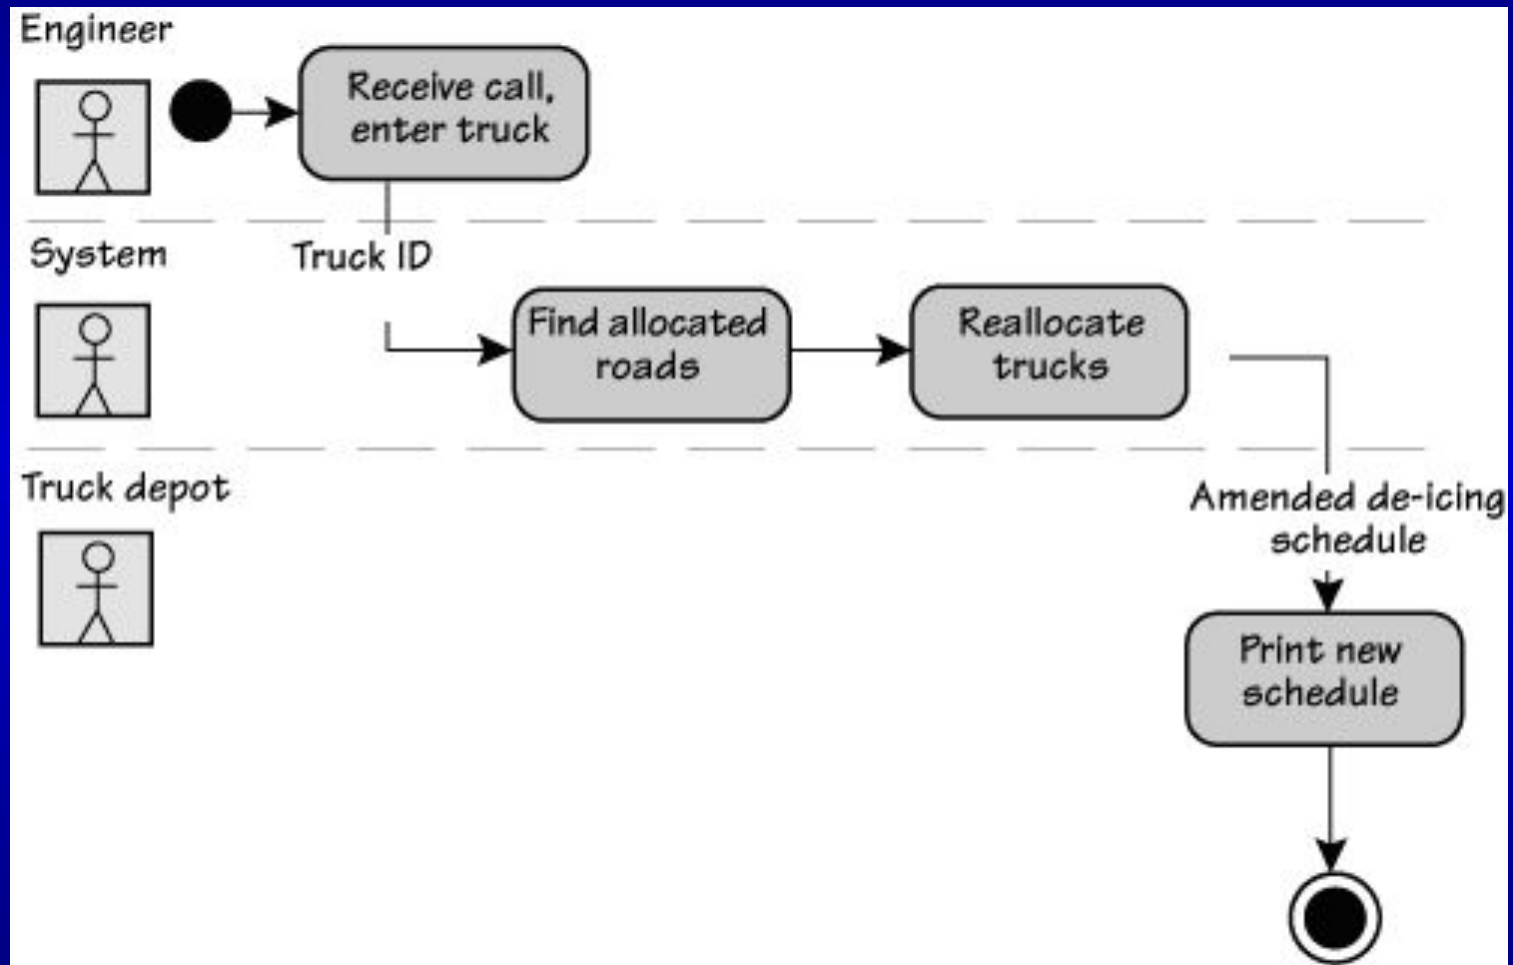 Engineer
Receive call,
enter truck
System
Truck ID
Find allocated
roads
Reallocate
trucks
Truck depot
Amended de-icing
schedule
Print new
schedule